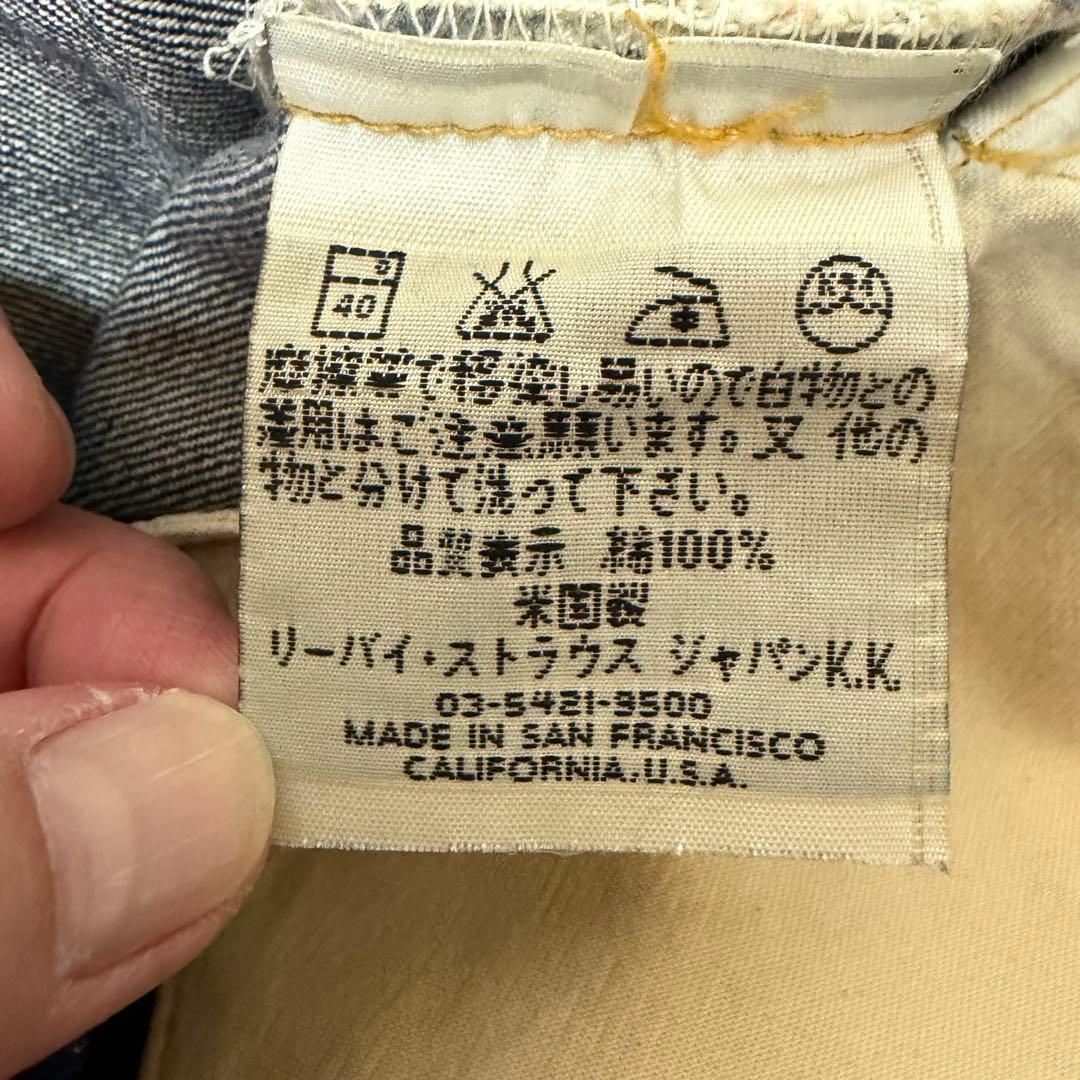 40
摩擦等で移染し易いので白物との
着用はご注意願います。又 他の
物と分けて洗って下さい。
品質表示 綿100%
米国製
リーバイ・ストラウス ジャパンK.K.
03-5421-9500
MADE IN SAN FRANCISCO
CALIFORNIA.U.S.A.